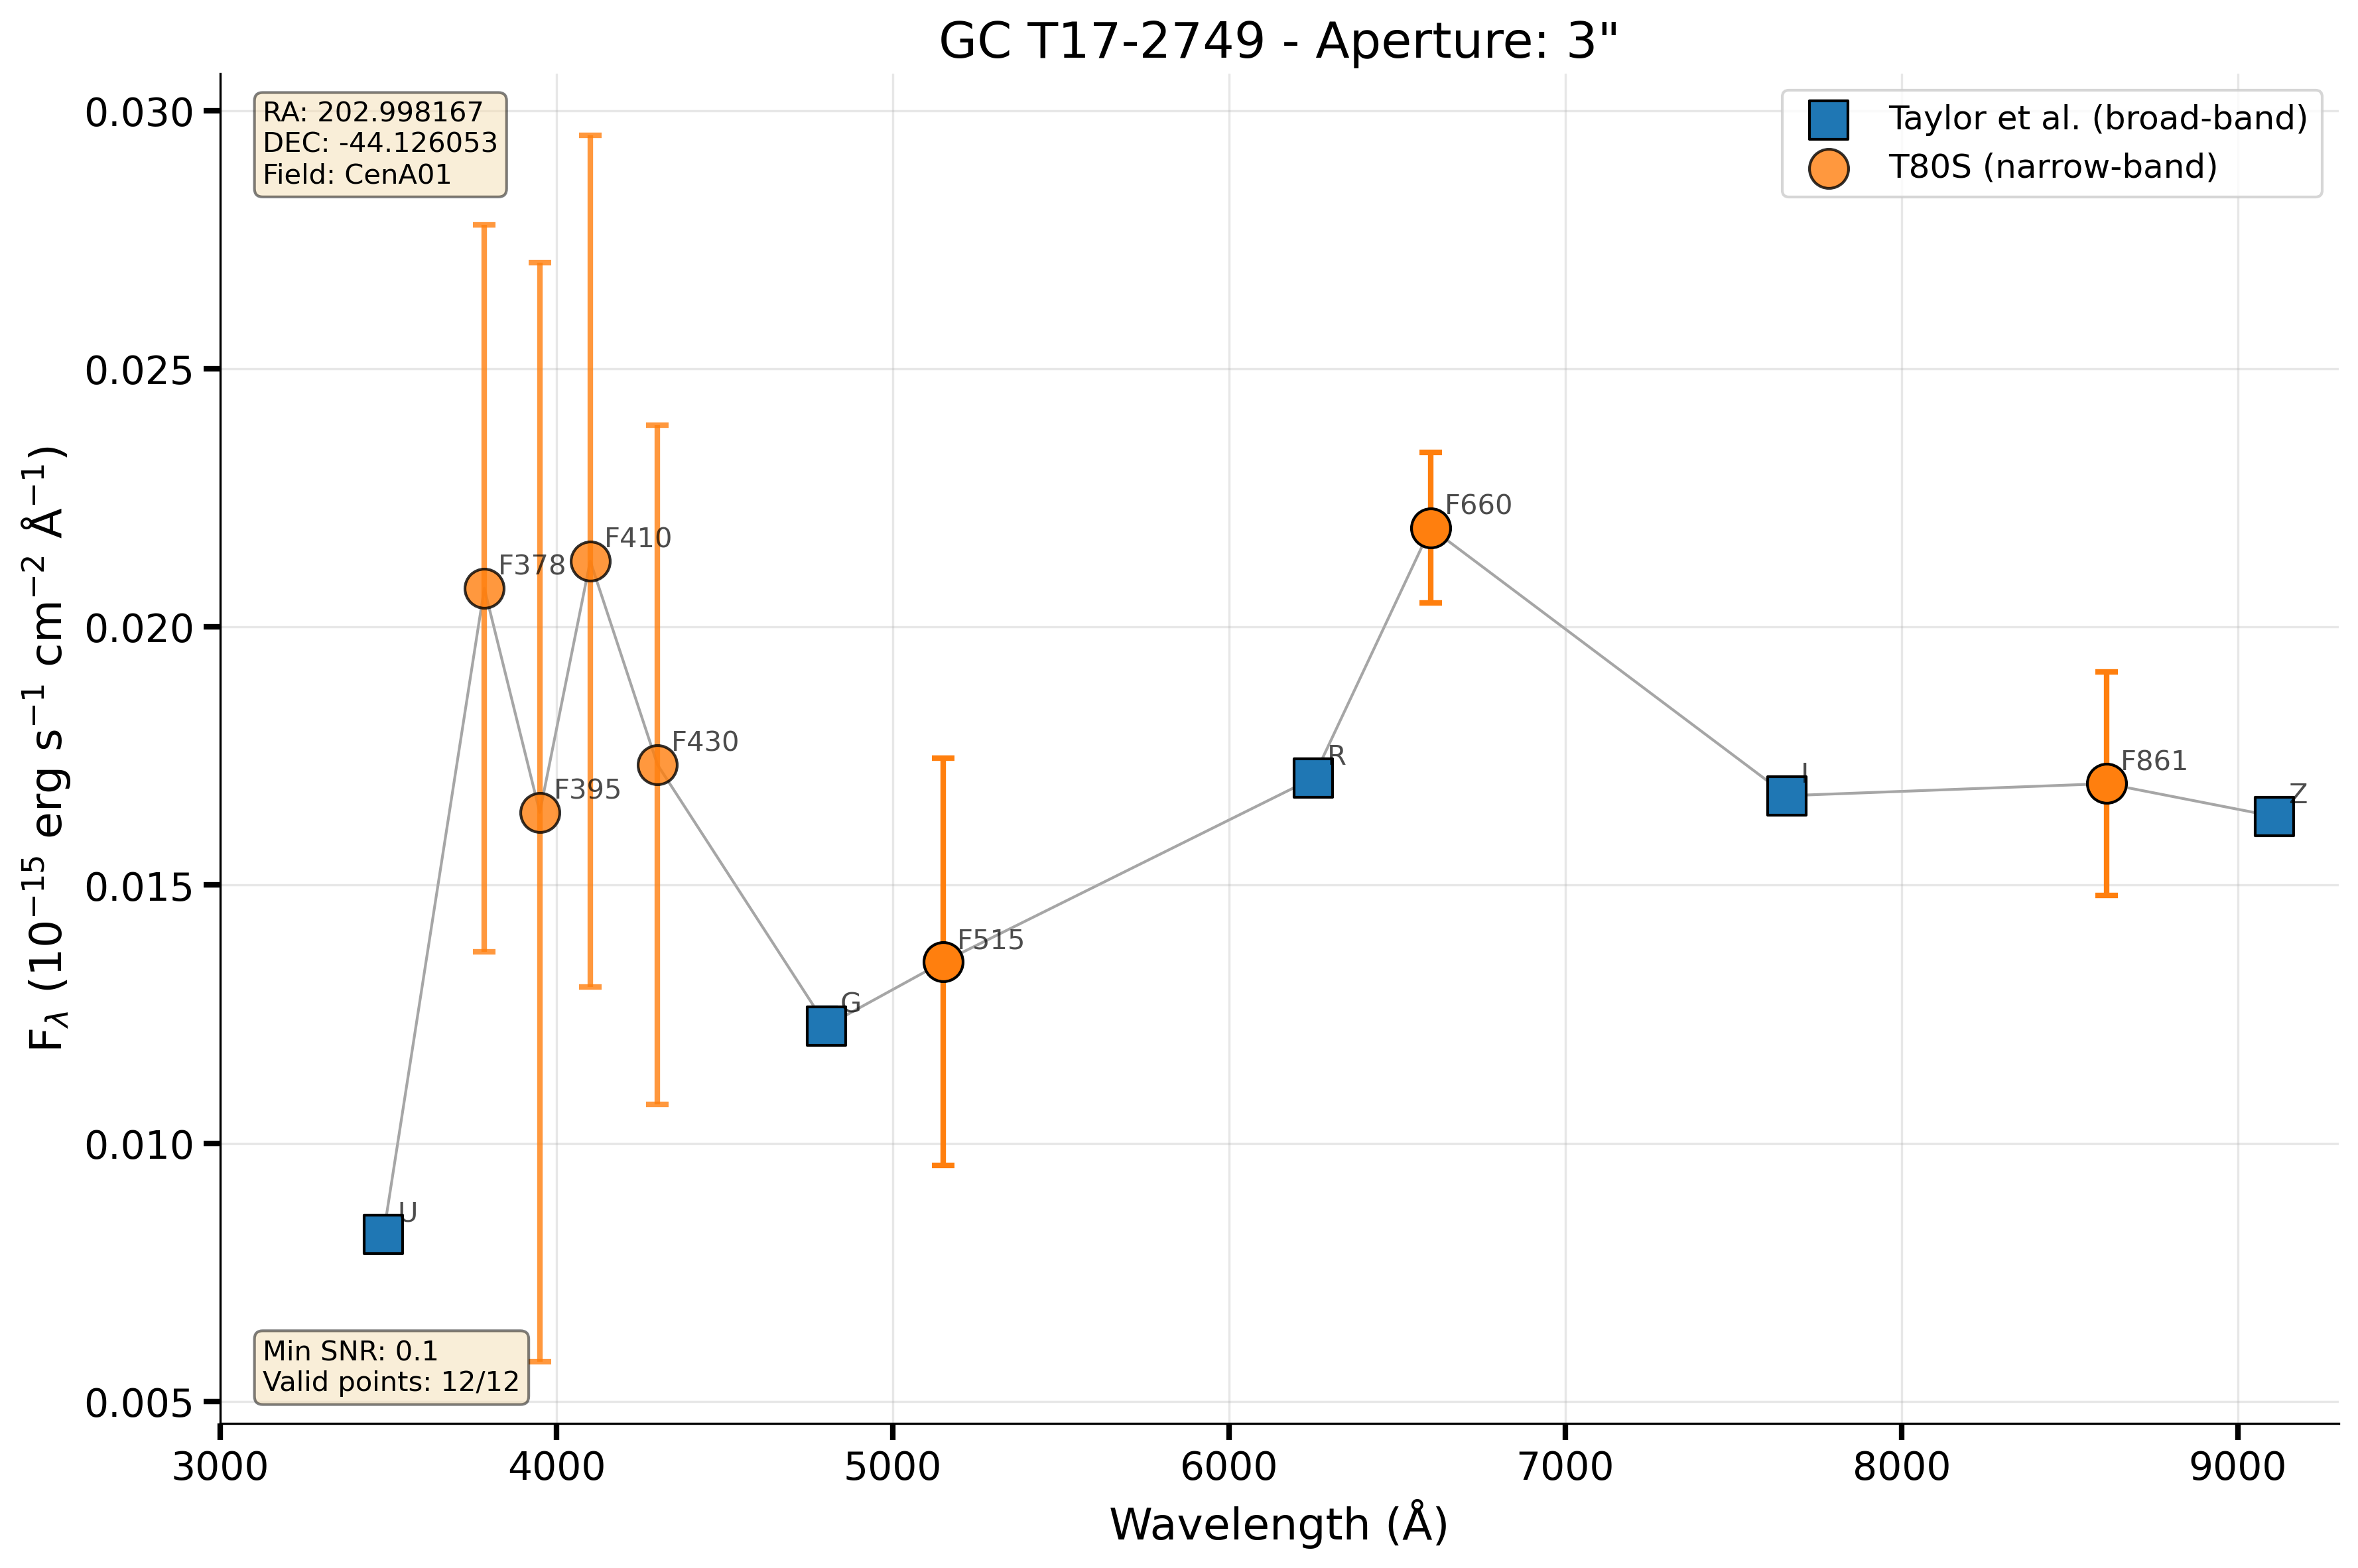 GC T17-2749 - Aperture: 3"
RA: 202.998167
DEC: -44.126053
Field: CenA01
Taylor et al. (broad-band)
T80S (narrow-band)
0.030
0.025
0.020
0.015
0.010
0.005
F_λ (10⁻¹⁵ erg s⁻¹ cm⁻² Å⁻¹)
U
F378
F395
F410
F430
G
F515
R
F660
I
F861
Z
Min SNR: 0.1
Valid points: 12/12
3000 4000 5000 6000 7000 8000 9000
Wavelength (Å)